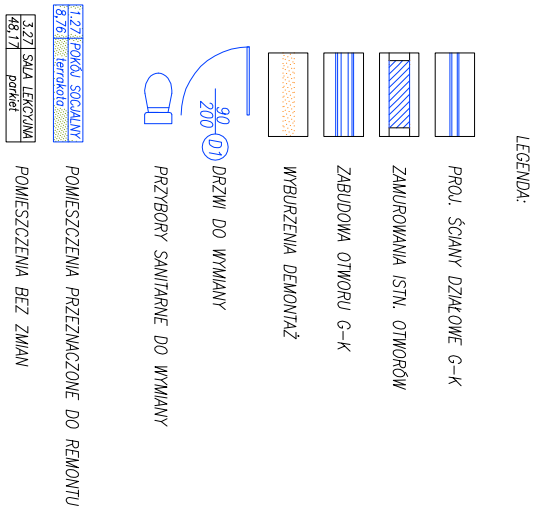 LEGENDA:
PROJ. ŚCIANY DZIAŁOWE G-K
ZAMUROWANIA ISTN. OTWORÓW
ZABUDOWA OTWORU G-K
WYBURZENIA DEMONTAŻ
90
200
D1
DRZWI DO WYMIANY
PRZYBORY SANITARNE DO WYMIANY
1.27 POKÓJ SOCJALNY
8,76 terrakota
POMIESZCZENIA PRZEZNACZONE DO REMONTU
3.27 SALA LEKCYJNA
48,17 parkiet
POMIESZCZENIA BEZ ZMIAN